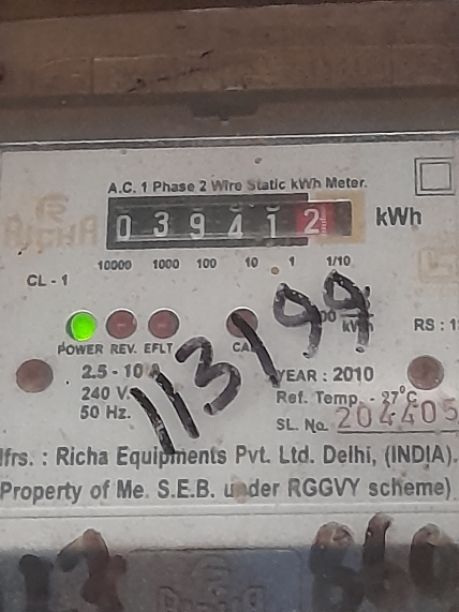 A.C. 1 Phase 2 Wire Static kWh Meter.
RICHA
0 3 9 4 1 2 kWh
10000 1000 100 10 1 1/10
CL - 1
POWER REV. EFLT
RS : 1
113199
2.5 - 10 A
YEAR : 2010
240 V.
Ref. Temp. - 27°C
50 Hz.
SL. No. 204405
Mfrs. : Richa Equipments Pvt. Ltd. Delhi, (INDIA).
Property of Me. S.E.B. under RGGVY scheme)